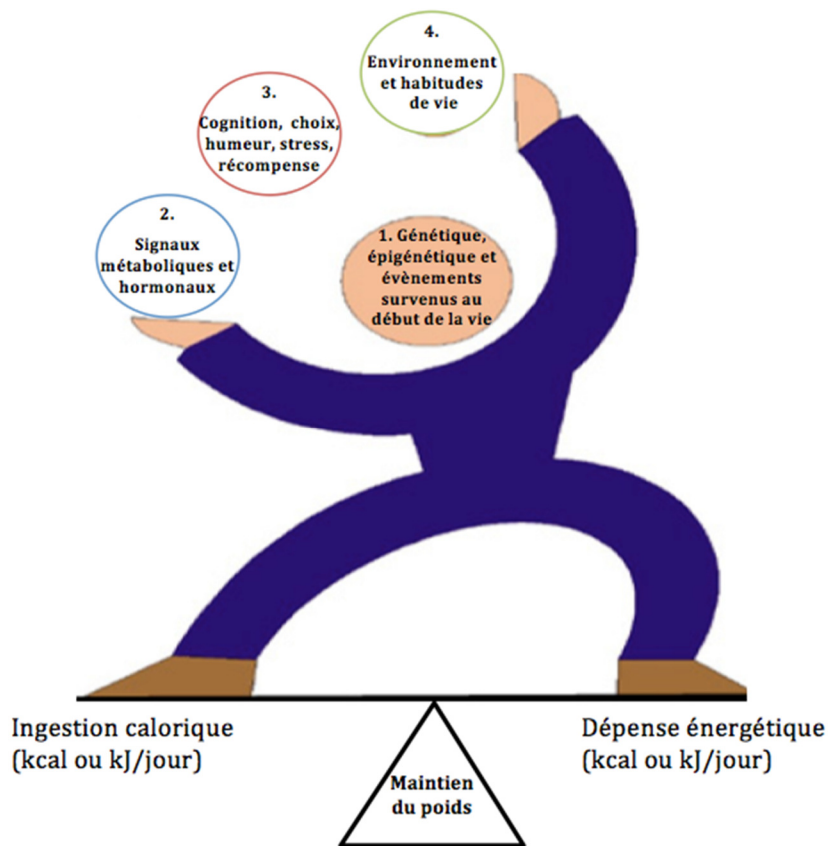 4.
Environnement
et habitudes
de vie
3.
Cognition, choix,
humeur, stress,
récompense
2.
Signaux
métaboliques et
hormonaux
1. Génétique,
épigénétique et
évènements
survenus au
début de la vie
Ingestion calorique
(kcal ou kJ/jour)
Dépense énergétique
(kcal ou kJ/jour)
Maintien
du poids